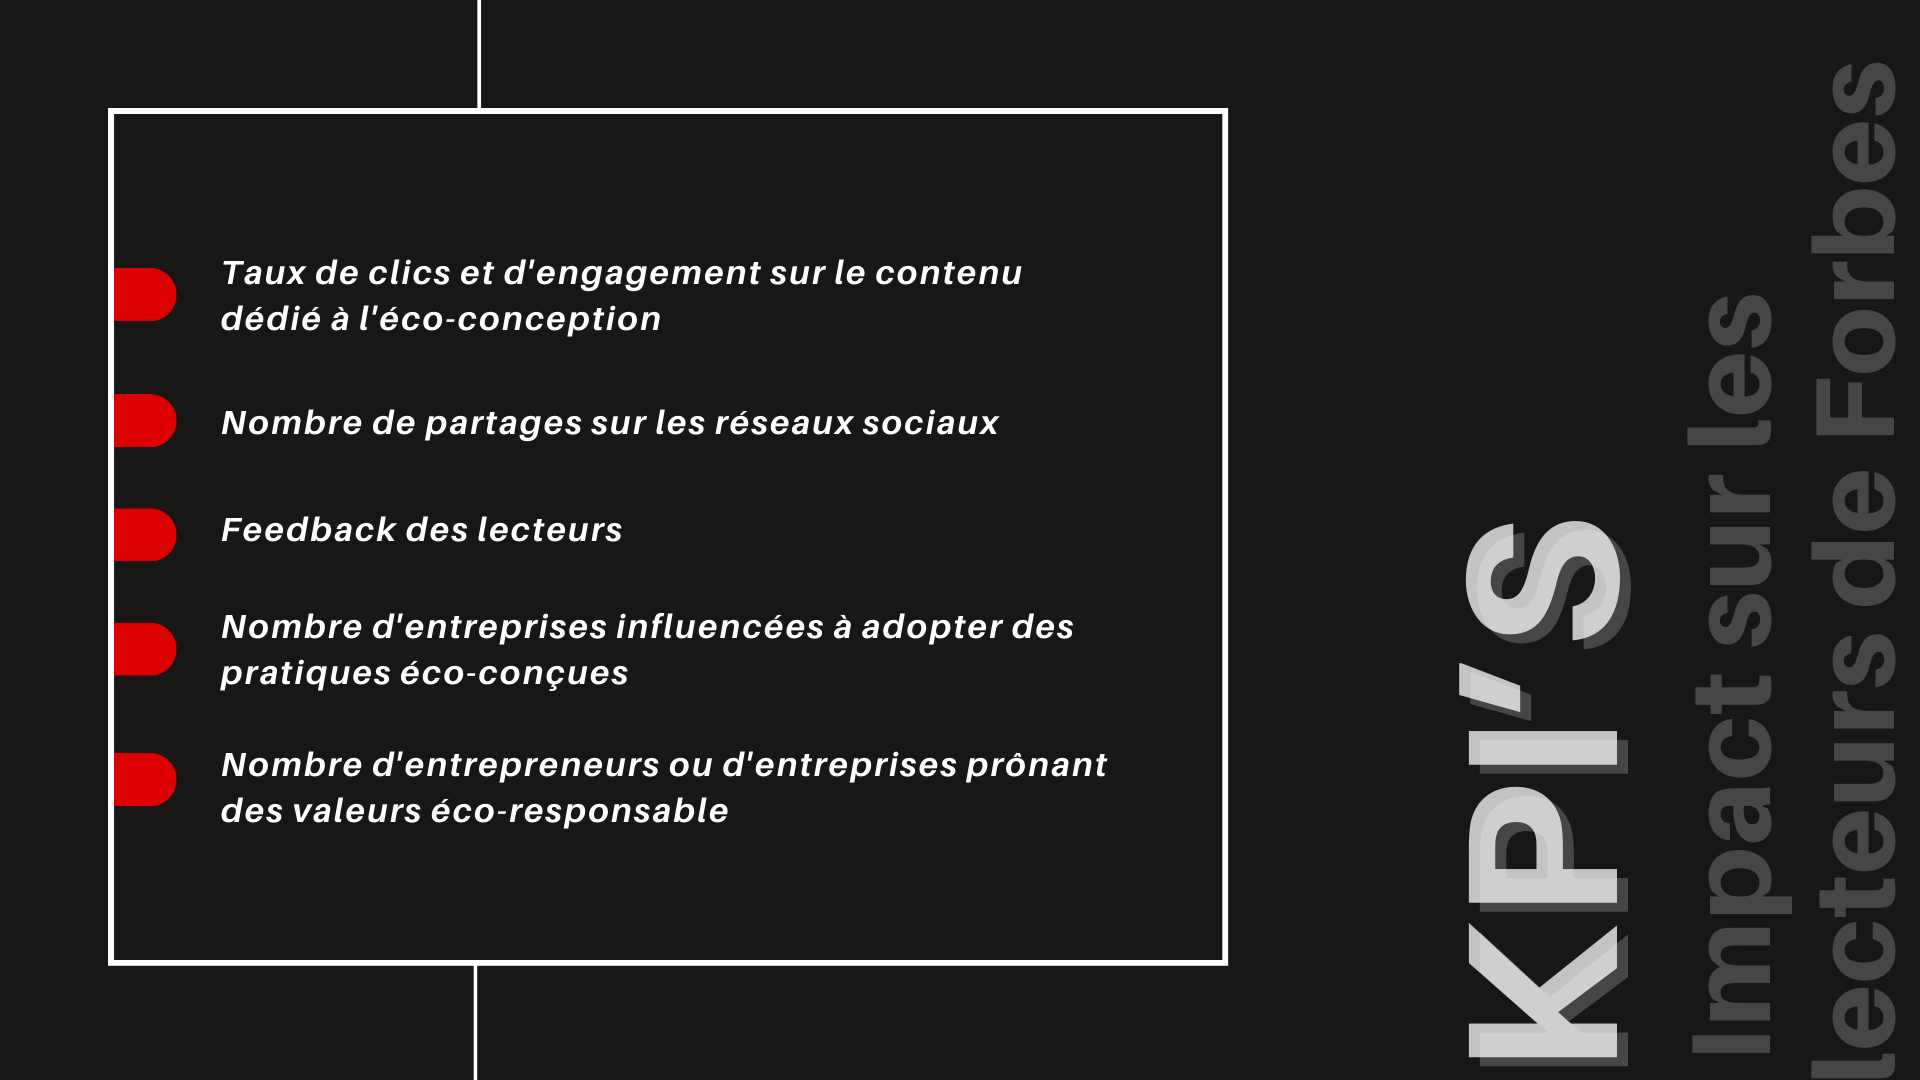 Taux de clics et d'engagement sur le contenu
dédié à l'éco-conception
Nombre de partages sur les réseaux sociaux
Feedback des lecteurs
Nombre d'entreprises influencées à adopter des
pratiques éco-conçues
Nombre d'entrepreneurs ou d'entreprises prônant
des valeurs éco-responsable
KPI’S
Impact sur les
lecteurs de Forbes